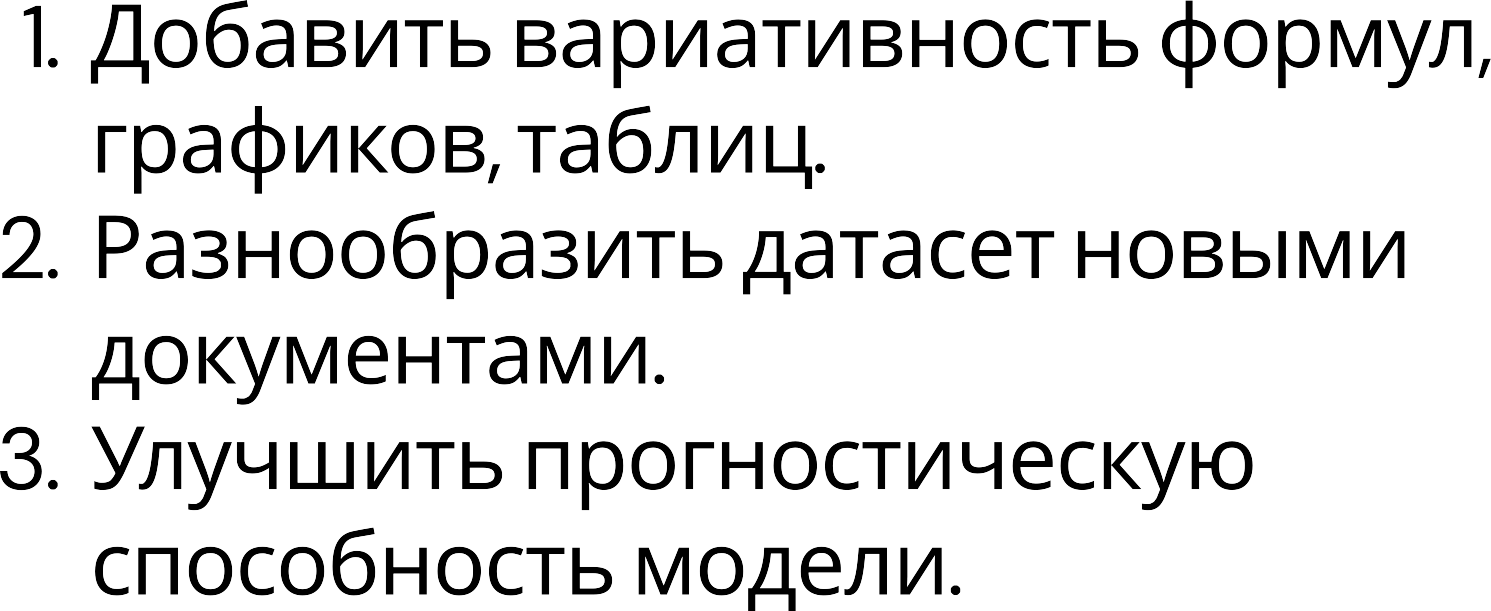 1. Добавить вариативность формул,
графиков, таблиц.
2. Разнообразить датасет новыми
документами.
3. Улучшить прогностическую
способность модели.